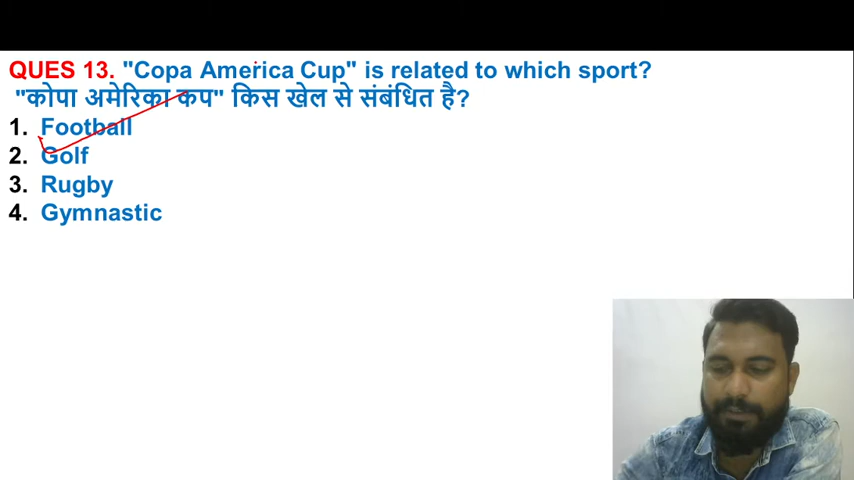 QUES 13. "Copa America Cup" is related to which sport?
"कोपा अमेरिका कप" किस खेल से संबंधित है?
1. Football
2. Golf
3. Rugby
4. Gymnastic